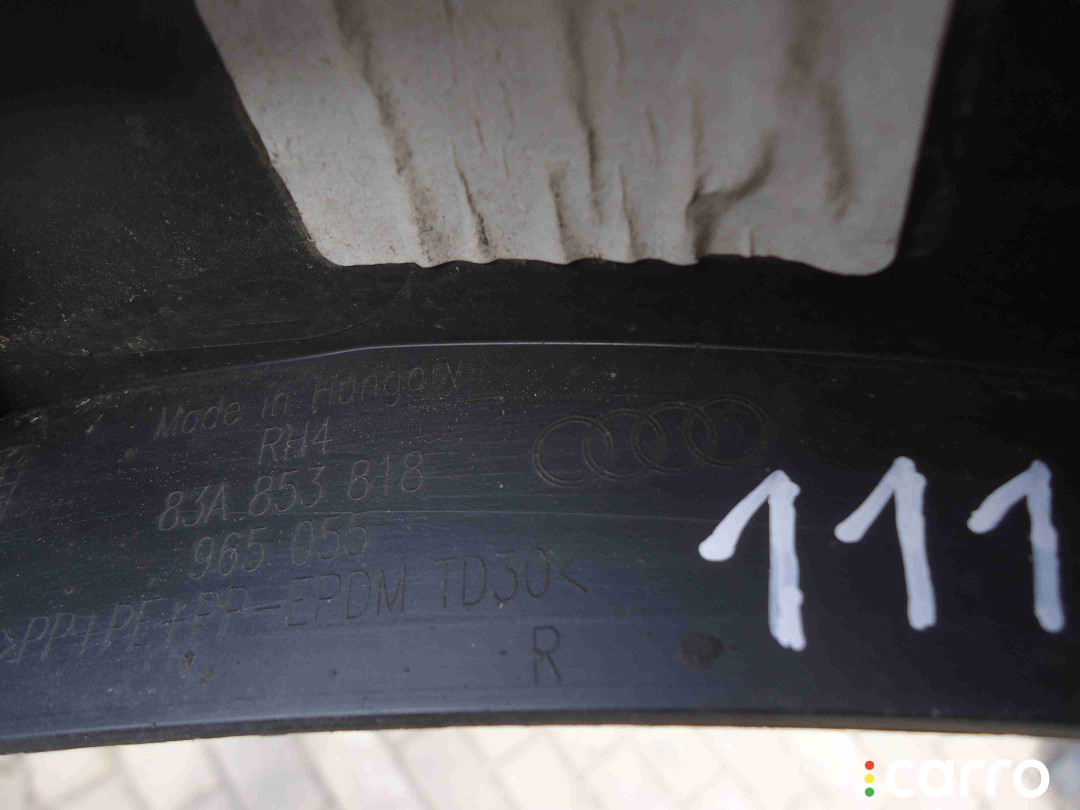 Made in Hungary
RH4
83A 853 818
965 055
>PP+PE+PP-EPDM TD30<
R
111
carro